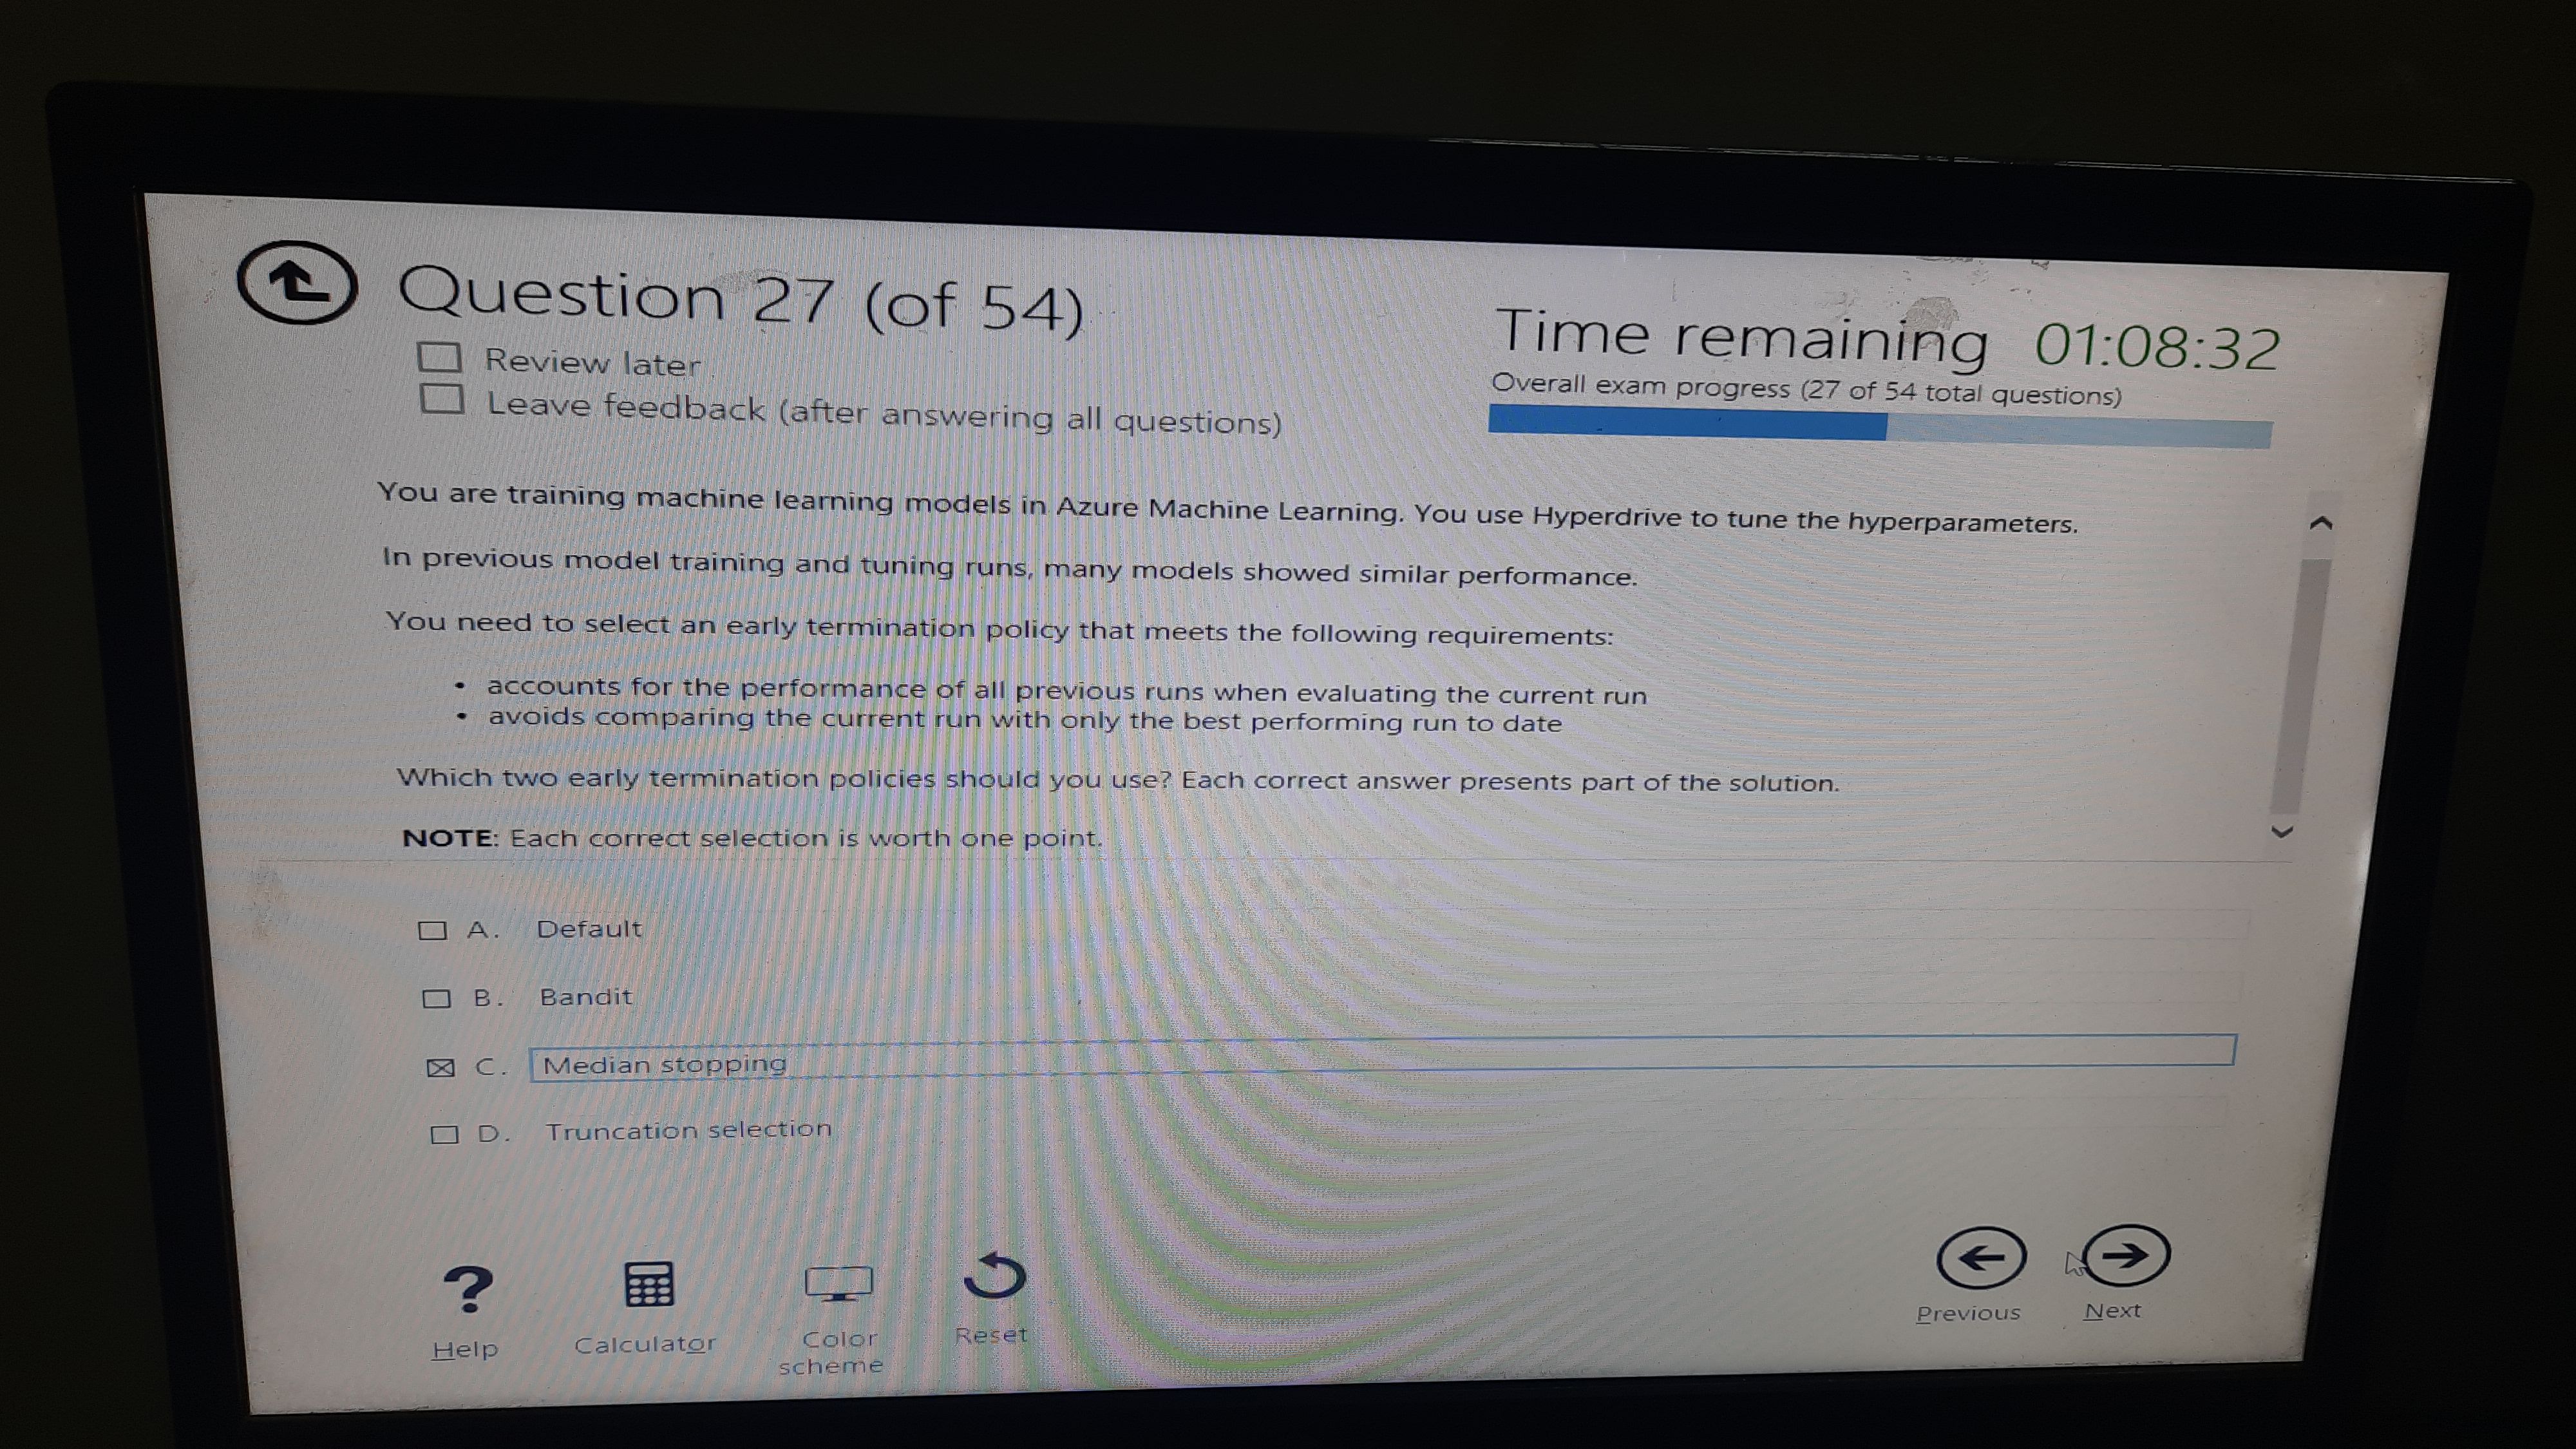 Question 27 (of 54)
Time remaining 01:08:32
Review later
Leave feedback (after answering all questions)
Overall exam progress (27 of 54 total questions)
You are training machine learning models in Azure Machine Learning. You use Hyperdrive to tune the hyperparameters.
In previous model training and tuning runs, many models showed similar performance.
You need to select an early termination policy that meets the following requirements:
• accounts for the performance of all previous runs when evaluating the current run
• avoids comparing the current run with only the best performing run to date
Which two early termination policies should you use? Each correct answer presents part of the solution.
NOTE: Each correct selection is worth one point.
A. Default
B. Bandit
C. Median stopping
D. Truncation selection
?
Help
Calculator
Color
scheme
Reset
Previous
Next